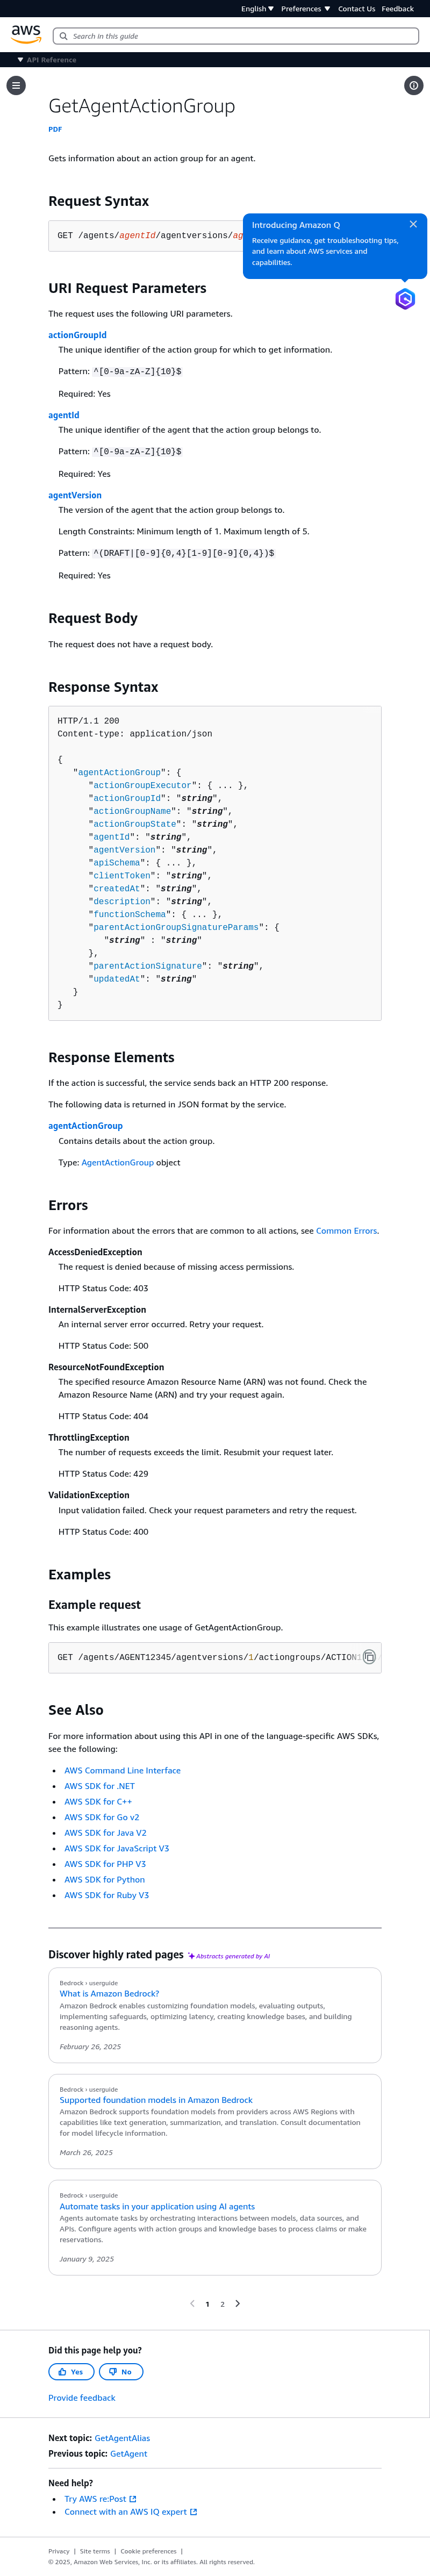 English Preferences Contact Us Feedback
aws
Search in this guide
API Reference
GetAgentActionGroup
PDF
Gets information about an action group for an agent.
Request Syntax
GET /agents/agentId/agentversions/ag
Introducing Amazon Q
Receive guidance, get troubleshooting tips,
and learn about AWS services and
capabilities.
URI Request Parameters
The request uses the following URI parameters.
actionGroupId
The unique identifier of the action group for which to get information.
Pattern: ^[0-9a-zA-Z]{10}$
Required: Yes
agentId
The unique identifier of the agent that the action group belongs to.
Pattern: ^[0-9a-zA-Z]{10}$
Required: Yes
agentVersion
The version of the agent that the action group belongs to.
Length Constraints: Minimum length of 1. Maximum length of 5.
Pattern: ^(DRAFT|[0-9]{0,4}[1-9][0-9]{0,4})$
Required: Yes
Request Body
The request does not have a request body.
Response Syntax
HTTP/1.1 200
Content-type: application/json
{
"agentActionGroup": {
"actionGroupExecutor": { ... },
"actionGroupId": "string",
"actionGroupName": "string",
"actionGroupState": "string",
"agentId": "string",
"agentVersion": "string",
"apiSchema": { ... },
"clientToken": "string",
"createdAt": "string",
"description": "string",
"functionSchema": { ... },
"parentActionGroupSignatureParams": {
"string" : "string"
},
"parentActionSignature": "string",
"updatedAt": "string"
}
}
Response Elements
If the action is successful, the service sends back an HTTP 200 response.
The following data is returned in JSON format by the service.
agentActionGroup
Contains details about the action group.
Type: AgentActionGroup object
Errors
For information about the errors that are common to all actions, see Common Errors.
AccessDeniedException
The request is denied because of missing access permissions.
HTTP Status Code: 403
InternalServerException
An internal server error occurred. Retry your request.
HTTP Status Code: 500
ResourceNotFoundException
The specified resource Amazon Resource Name (ARN) was not found. Check the
Amazon Resource Name (ARN) and try your request again.
HTTP Status Code: 404
ThrottlingException
The number of requests exceeds the limit. Resubmit your request later.
HTTP Status Code: 429
ValidationException
Input validation failed. Check your request parameters and retry the request.
HTTP Status Code: 400
Examples
Example request
This example illustrates one usage of GetAgentActionGroup.
GET /agents/AGENT12345/agentversions/1/actiongroups/ACTION1
See Also
For more information about using this API in one of the language-specific AWS SDKs,
see the following:
• AWS Command Line Interface
• AWS SDK for .NET
• AWS SDK for C++
• AWS SDK for Go v2
• AWS SDK for Java V2
• AWS SDK for JavaScript V3
• AWS SDK for PHP V3
• AWS SDK for Python
• AWS SDK for Ruby V3
Discover highly rated pages Abstracts generated by AI
Bedrock › userguide
What is Amazon Bedrock?
Amazon Bedrock enables customizing foundation models, evaluating outputs,
implementing safeguards, optimizing latency, creating knowledge bases, and building
reasoning agents.
February 26, 2025
Bedrock › userguide
Supported foundation models in Amazon Bedrock
Amazon Bedrock supports foundation models from providers across AWS Regions with
capabilities like text generation, summarization, and translation. Consult documentation
for model lifecycle information.
March 26, 2025
Bedrock › userguide
Automate tasks in your application using AI agents
Agents automate tasks by orchestrating interactions between models, data sources, and
APIs. Configure agents with action groups and knowledge bases to process claims or make
reservations.
January 9, 2025
1 2
Did this page help you?
Yes No
Provide feedback
Next topic: GetAgentAlias
Previous topic: GetAgent
Need help?
• Try AWS re:Post
• Connect with an AWS IQ expert
Privacy | Site terms | Cookie preferences |
© 2025, Amazon Web Services, Inc. or its affiliates. All rights reserved.